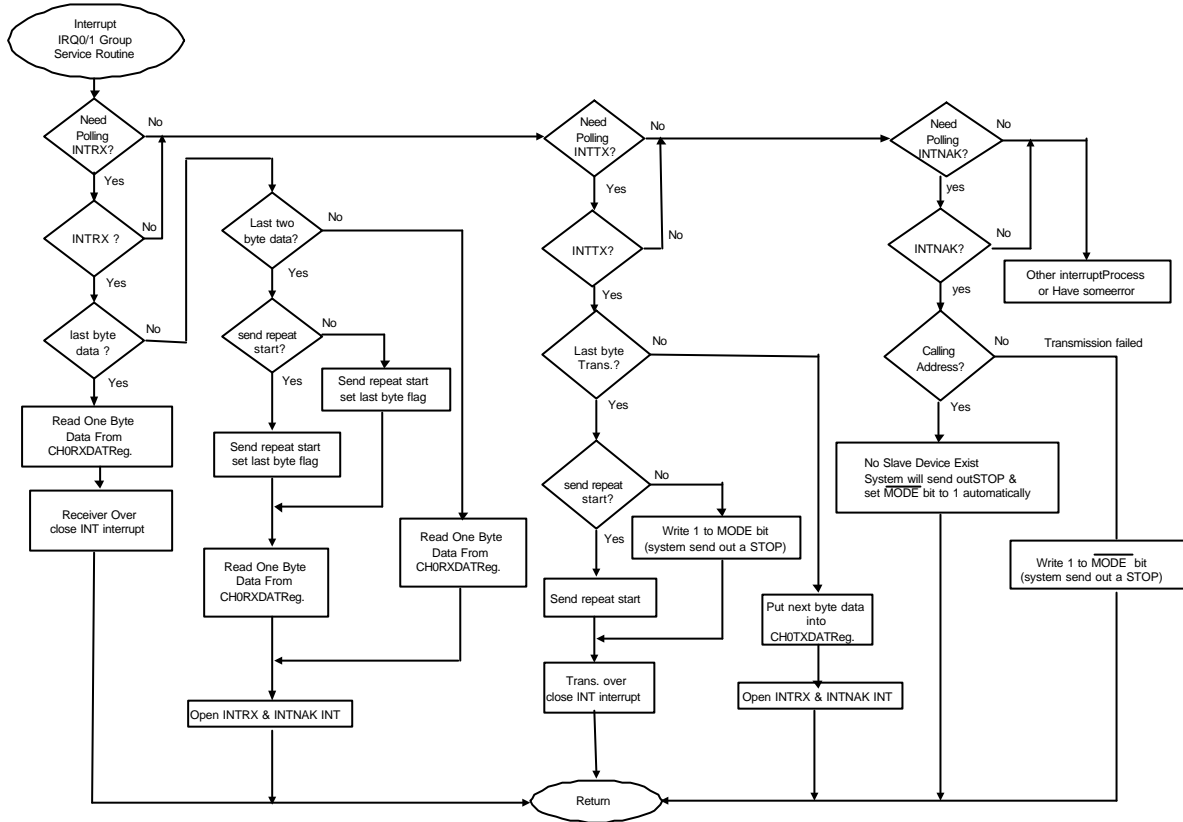 Interrupt
IRQ0/1 Group
Service Routine
Need
Polling
INTRX?
No
Yes
INTRX ?
No
Yes
last byte
data ?
No
Yes
Read One Byte
Data From
CH0RXDATReg.
Receiver Over
close INT interrupt
Last two
byte data?
No
Yes
send repeat
start?
No
Yes
Send repeat start
set last byte flag
Send repeat start
set last byte flag
Read One Byte
Data From
CH0RXDATReg.
Read One Byte
Data From
CH0RXDATReg.
Open INTRX & INTNAK INT
Need
Polling
INTTX?
No
Yes
INTTX?
No
Yes
Last byte
Trans.?
No
Yes
send repeat
start?
No
Yes
Write 1 to MODE bit
(system send out a STOP)
Send repeat start
Trans. over
close INT interrupt
Put next byte data
into
CH0TXDATReg.
Open INTRX & INTNAK INT
Need
Polling
INTNAK?
No
yes
INTNAK?
No
yes
Other interruptProcess
or Have someerror
Calling
Address?
No
Transmission failed
Yes
No Slave Device Exist
System will send outSTOP &
set MODE bit to 1 automatically
Write 1 to MODE bit
(system send out a STOP)
Return